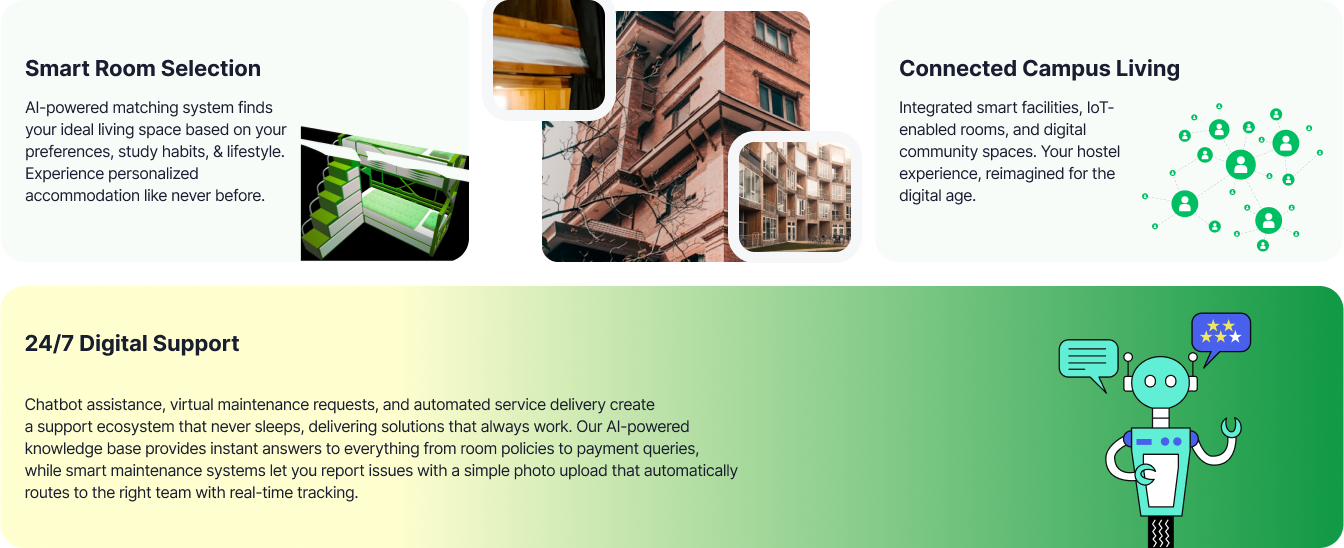 Smart Room Selection
AI-powered matching system finds
your ideal living space based on your
preferences, study habits, & lifestyle.
Experience personalized
accommodation like never before.
Connected Campus Living
Integrated smart facilities, IoT-
enabled rooms, and digital
community spaces. Your hostel
experience, reimagined for the
digital age.
24/7 Digital Support
Chatbot assistance, virtual maintenance requests, and automated service delivery create
a support ecosystem that never sleeps, delivering solutions that always work. Our AI-powered
knowledge base provides instant answers to everything from room policies to payment queries,
while smart maintenance systems let you report issues with a simple photo upload that automatically
routes to the right team with real-time tracking.